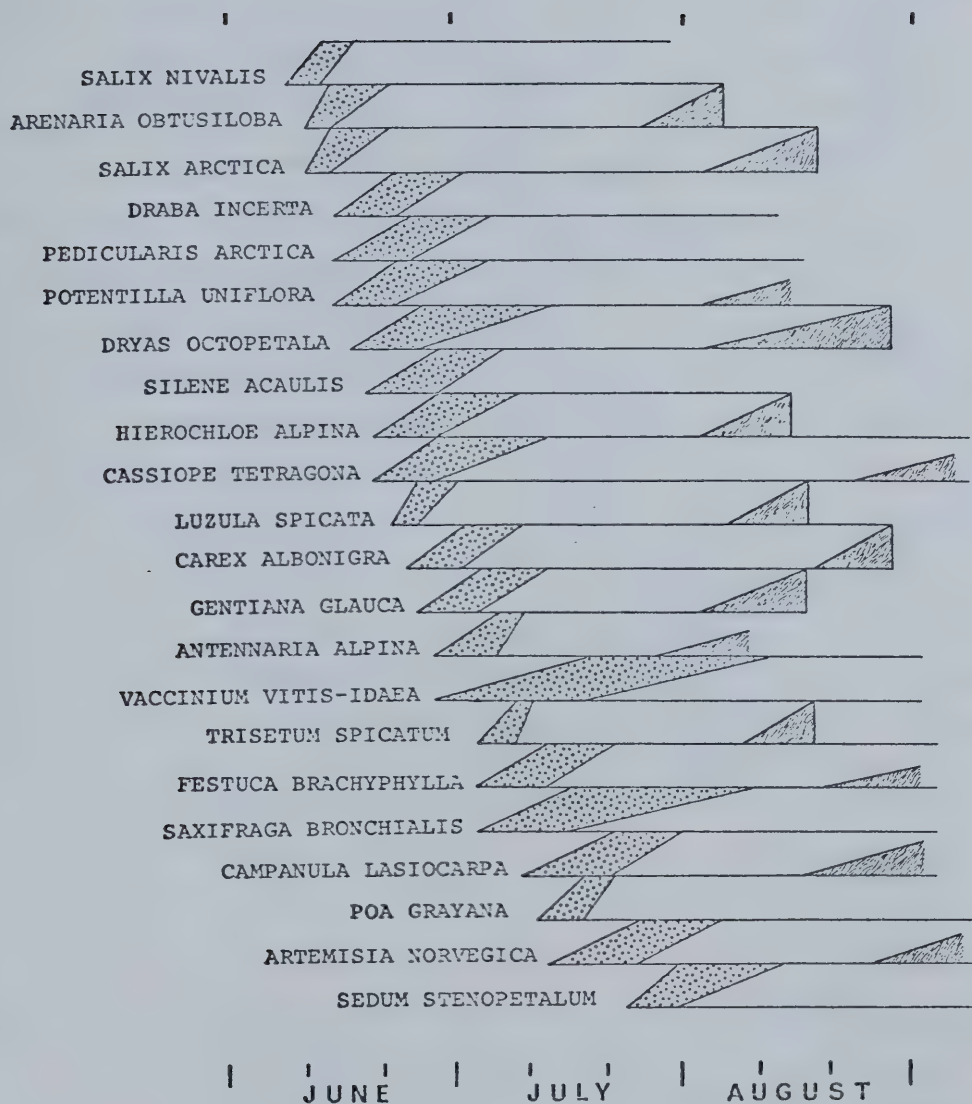 SALIX NIVALIS
ARENARIA OBTUSILOBA
SALIX ARCTICA
DRABA INCERTA
PEDICULARIS ARCTICA
POTENTILLA UNIFLORA
DRYAS OCTOPETALA
SILENE ACAULIS
HIEROCHLOE ALPINA
CASSIOPE TETRAGONA
LUZULA SPICATA
CAREX ALBONIGRA
GENTIANA GLAUCA
ANTENNARIA ALPINA
VACCINIUM VITIS-IDAEA
TRISETUM SPICATUM
FESTUCA BRACHYPHYLLA
SAXIFRAGA BRONCHIALIS
CAMPANULA LASIOCARPA
POA GRAYANA
ARTEMISIA NORVEGICA
SEDUM STENOPETALUM
JUNE JULY AUGUST